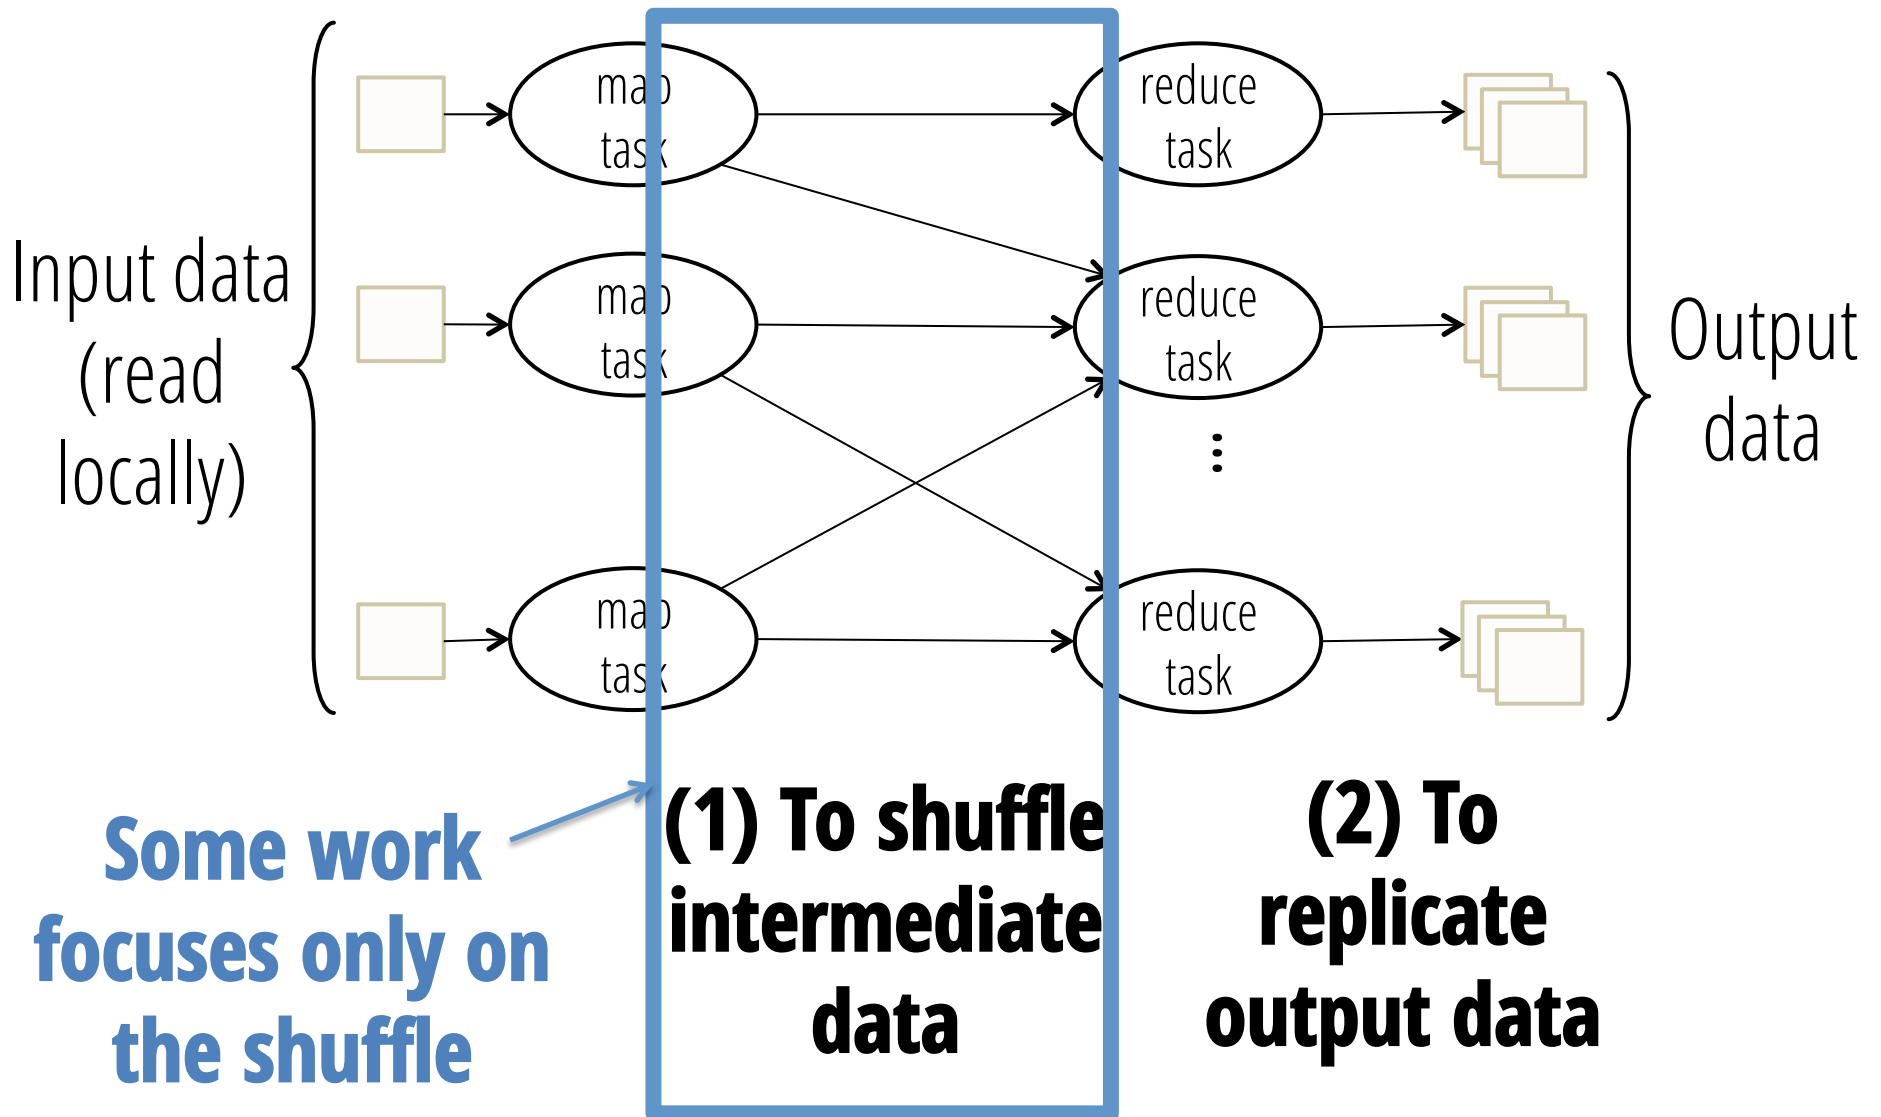 Input data
(read
locally)
map
task
map
task
map
task
reduce
task
reduce
task
...
reduce
task
Output
data
Some work
focuses only on
the shuffle
(1) To shuffle
intermediate
data
(2) To
replicate
output data